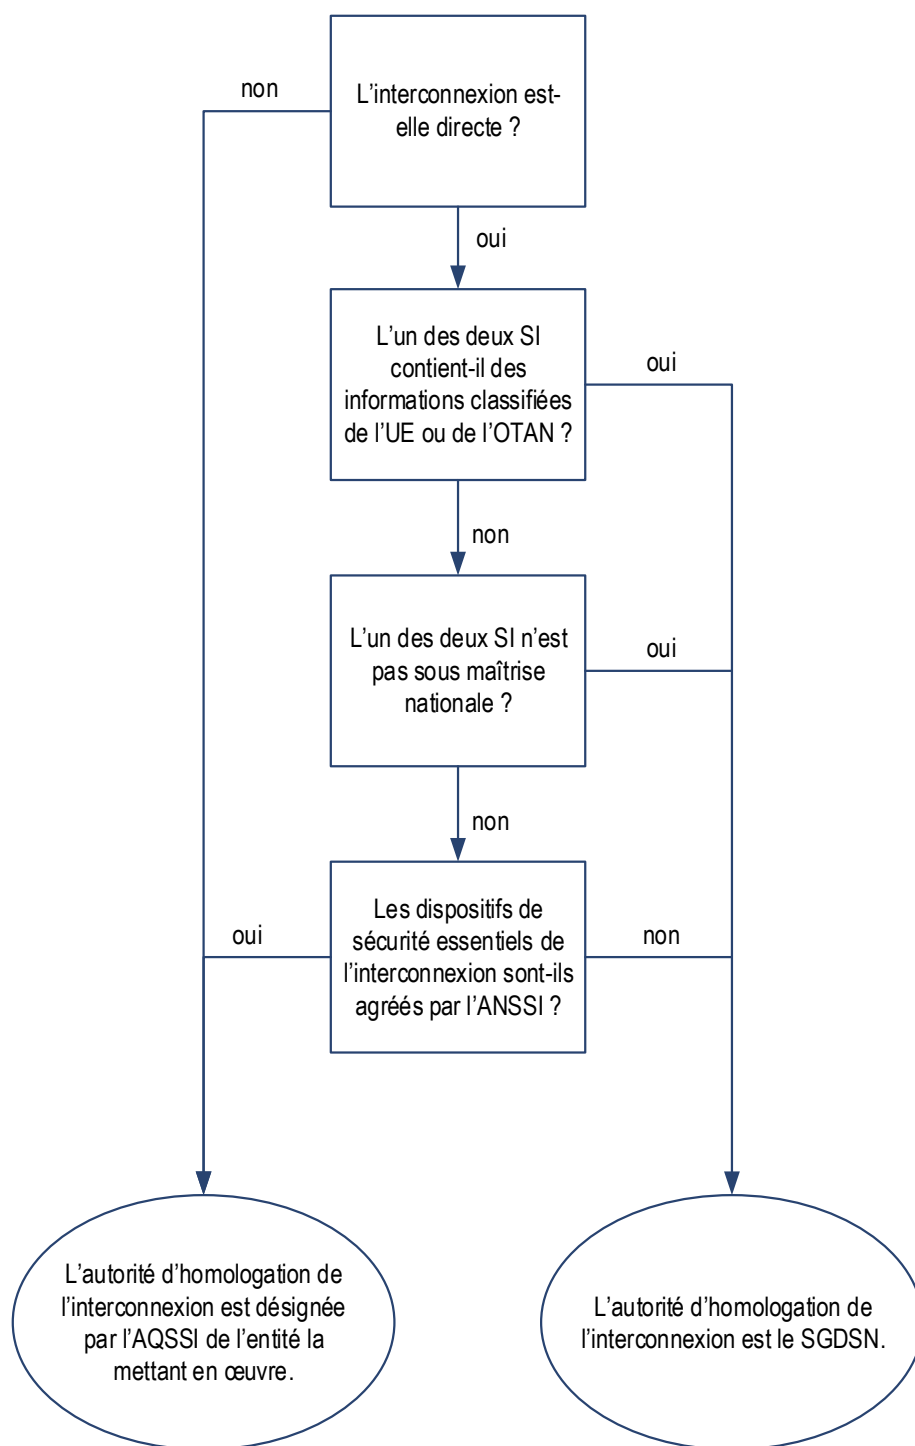 non
L'interconnexion est-
elle directe ?
oui
L'un des deux SI
contient-il des
informations classifiées
de l'UE ou de l'OTAN ?
oui
non
L'un des deux SI n'est
pas sous maîtrise
nationale ?
oui
non
oui
Les dispositifs de
sécurité essentiels de
l'interconnexion sont-ils
agréés par l'ANSSI ?
non
L'autorité d'homologation de
l'interconnexion est désignée
par l'AQSSI de l'entité la
mettant en œuvre.
L'autorité d'homologation de
l'interconnexion est le SGDSN.